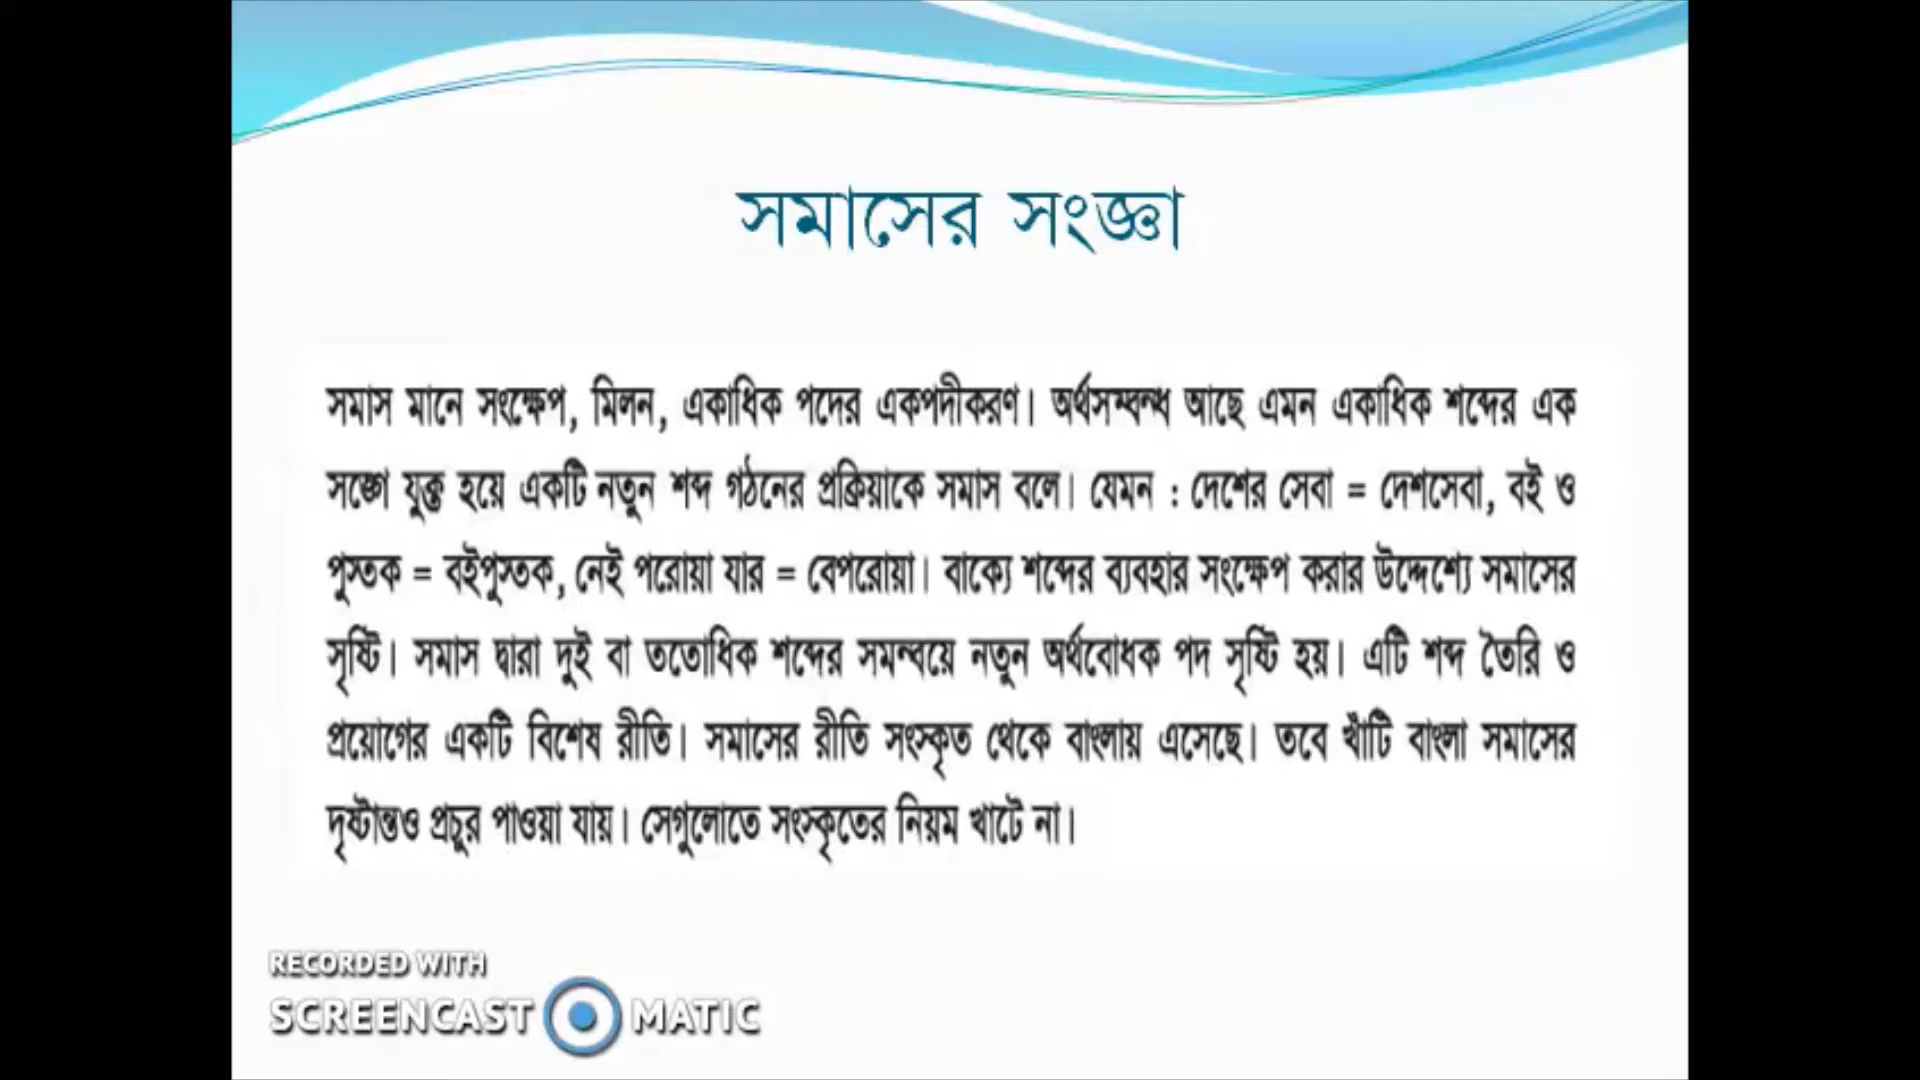 সমাসের সংজ্ঞা
সমাস মানে সংক্ষেপ, মিলন, একাধিক পদের একপদীকরণ। অর্থসম্বন্ধ আছে এমন একাধিক শব্দের এক
সঙ্গে যুক্ত হয়ে একটি নতুন শব্দ গঠনের প্রক্রিয়াকে সমাস বলে। যেমন : দেশের সেবা = দেশসেবা, বই ও
পুস্তক = বইপুস্তক, নেই পরোয়া যার = বেপরোয়া। বাক্যে শব্দের ব্যবহার সংক্ষেপ করার উদ্দেশ্যে সমাসের
সৃষ্টি। সমাস দ্বারা দুই বা ততোধিক শব্দের সমন্বয়ে নতুন অর্থবোধক পদ সৃষ্টি হয়। এটি শব্দ তৈরি ও
প্রয়োগের একটি বিশেষ রীতি। সমাসের রীতি সংস্কৃত থেকে বাংলায় এসেছে। তবে খাঁটি বাংলা সমাসের
দৃষ্টান্তও প্রচুর পাওয়া যায়। সেগুলোতে সংস্কৃতের নিয়ম খাটে না।
RECORDED WITH
SCREENCAST MATIC